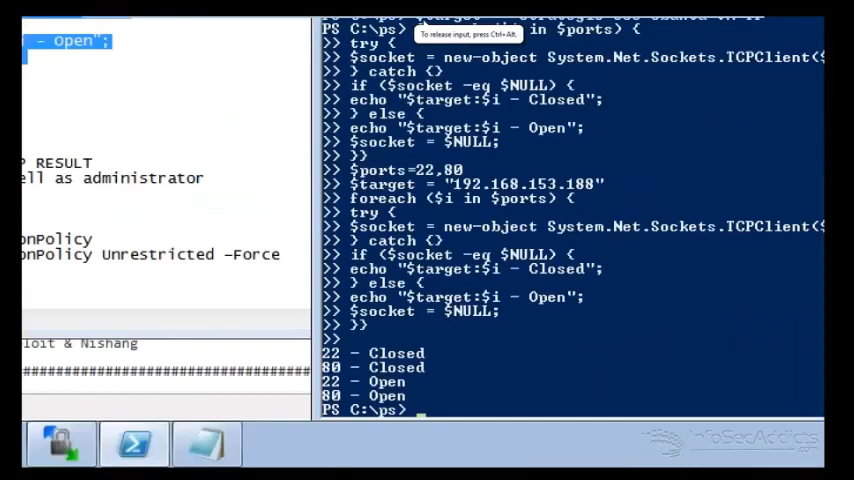 – Open";
P RESULT
ell as administrator
onPolicy
onPolicy Unrestricted –Force
loit & Nishang
######################################
To release input, press Ctrl+Alt.
PS C:\ps> in $ports) {
>> try {
>> $socket = new-object System.Net.Sockets.TCPClient($
>> } catch {}
>> if ($socket -eq $NULL) {
>> echo "$target:$i - Closed";
>> } else {
>> echo "$target:$i - Open";
>> $socket = $NULL;
>> }}
>> $ports=22,80
>> $target = "192.168.153.188"
>> foreach ($i in $ports) {
>> try {
>> $socket = new-object System.Net.Sockets.TCPClient($
>> } catch {}
>> if ($socket -eq $NULL) {
>> echo "$target:$i - Closed";
>> } else {
>> echo "$target:$i - Open";
>> $socket = $NULL;
>> }}
>>
22 - Closed
80 - Closed
22 - Open
80 - Open
PS C:\ps>
InfoSecAddicts
.com